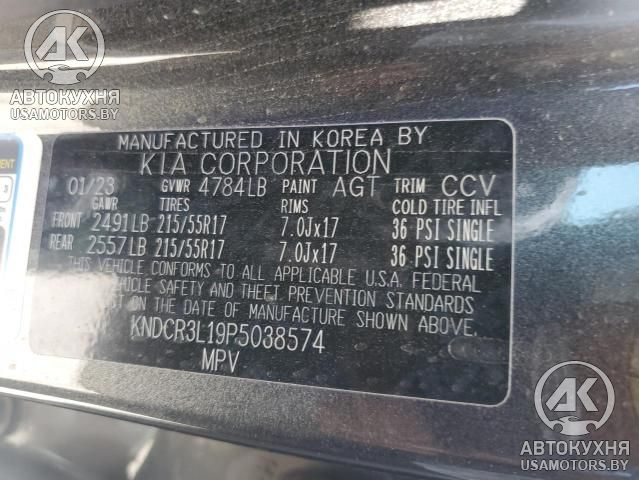 АК
АВТОКУХНЯ
USAMOTORS.BY
MANUFACTURED IN KOREA BY
KIA CORPORATION
01/23 GVWR 4784LB PAINT AGT TRIM CCV
GAWR TIRES RIMS COLD TIRE INFL
FRONT 2491LB 215/55R17 7.0Jx17 36 PSI SINGLE
REAR 2557LB 215/55R17 7.0Jx17 36 PSI SINGLE
THIS VEHICLE CONFORMS TO ALL APPLICABLE U.S.A. FEDERAL
VEHICLE SAFETY AND THEFT PREVENTION STANDARDS
ON THE DATE OF MANUFACTURE SHOWN ABOVE.
KNDCR3L19P5038574
MPV
3
АК
АВТОКУХНЯ
USAMOTORS.BY